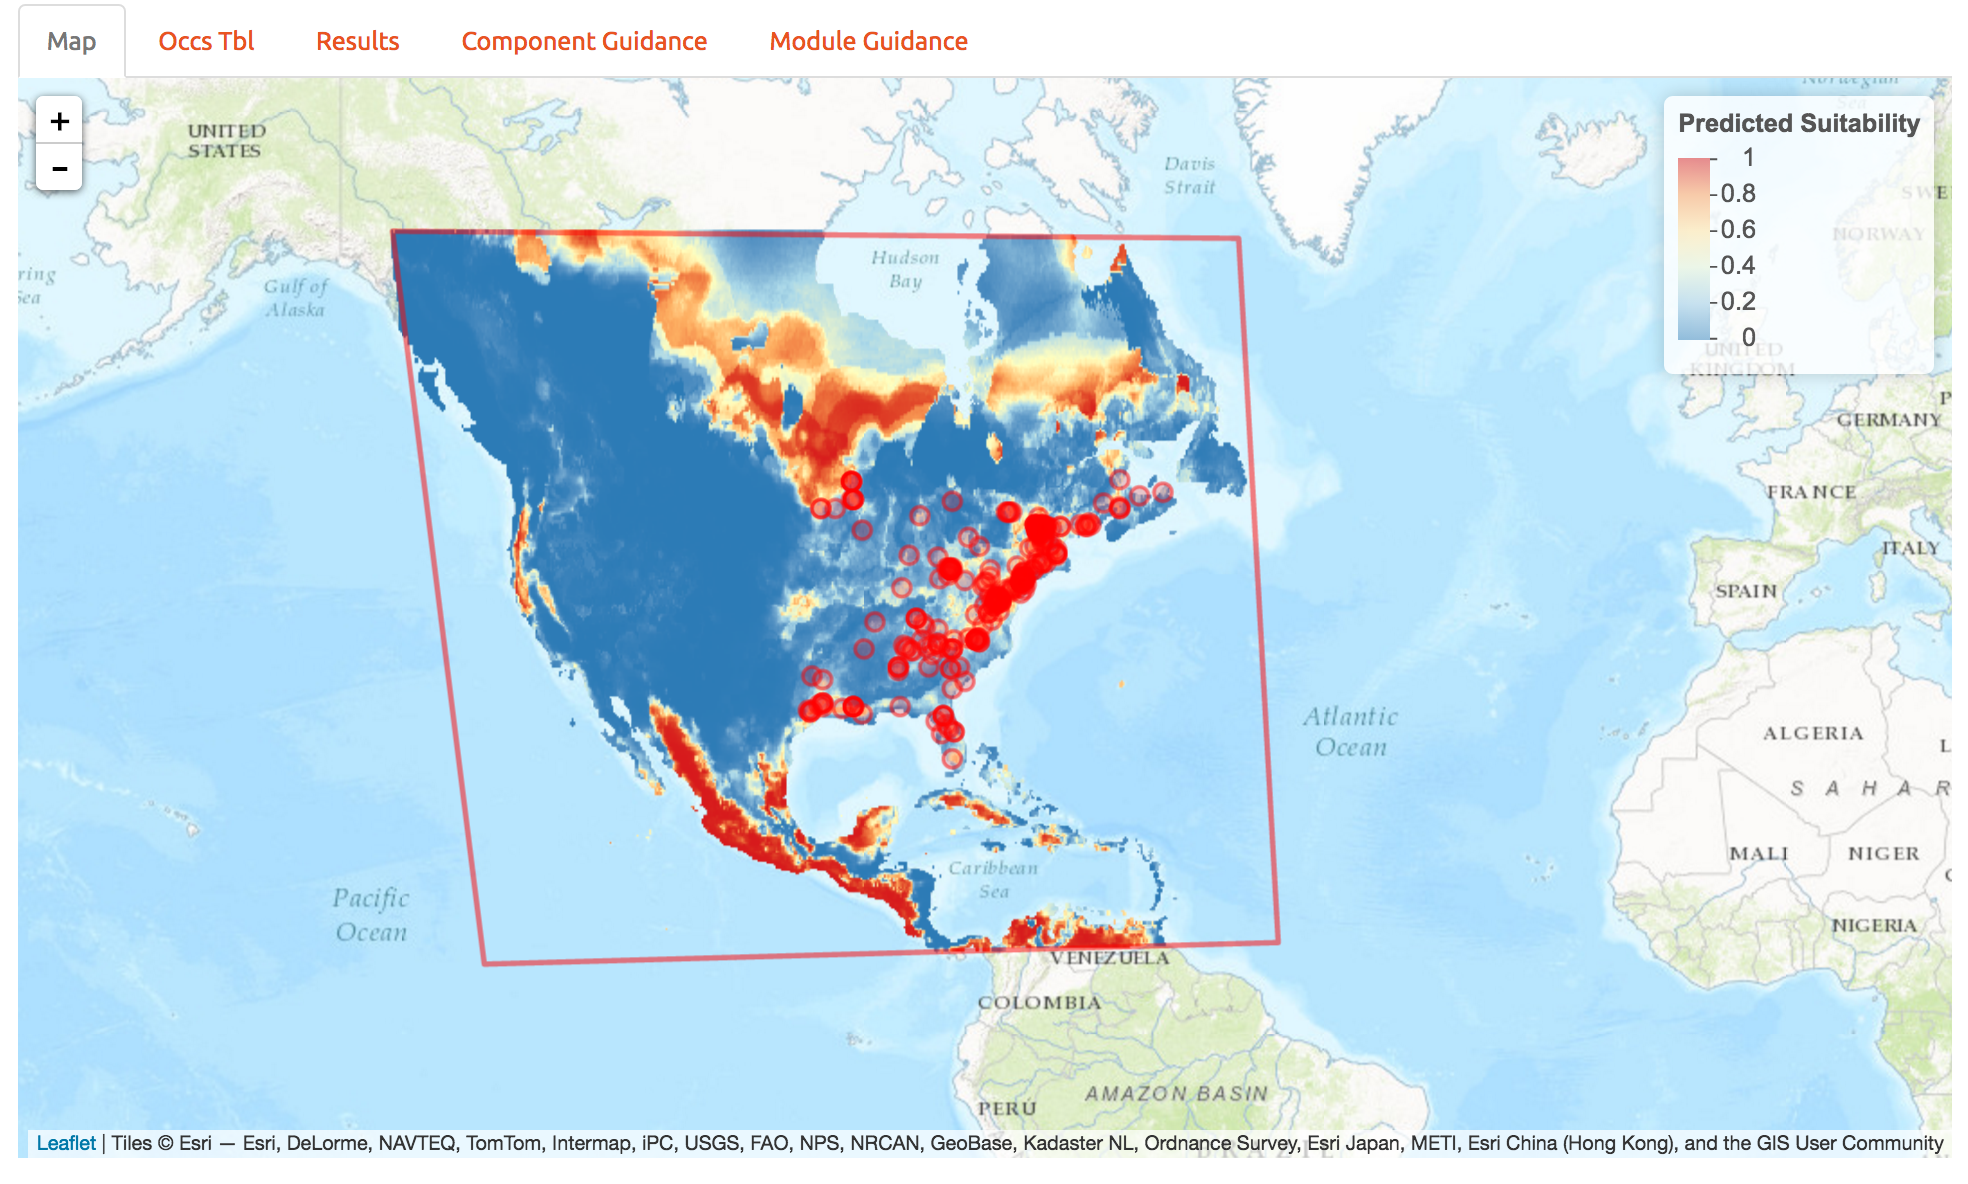 Map Occs Tbl Results Component Guidance Module Guidance
+
−
Norwegian
Sea
Predicted Suitability
1
0.8
0.6
0.4
0.2
0
UNITED
STATES
Davis
Strait
SWE
NORWAY
Hudson
Bay
ring
Sea
Gulf of
Alaska
UNITED
KINGDOM
P
GERMANY
FRANCE
ITALY
SPAIN
Atlantic
Ocean
ALGERIA
L
SAHAR
MALI
NIGER
C
Caribbean
Sea
Pacific
Ocean
NIGERIA
VENEZUELA
COLOMBIA
AMAZON BASIN
PERÚ
BRAZIL
Leaflet | Tiles © Esri — Esri, DeLorme, NAVTEQ, TomTom, Intermap, iPC, USGS, FAO, NPS, NRCAN, GeoBase, Kadaster NL, Ordnance Survey, Esri Japan, METI, Esri China (Hong Kong), and the GIS User Community